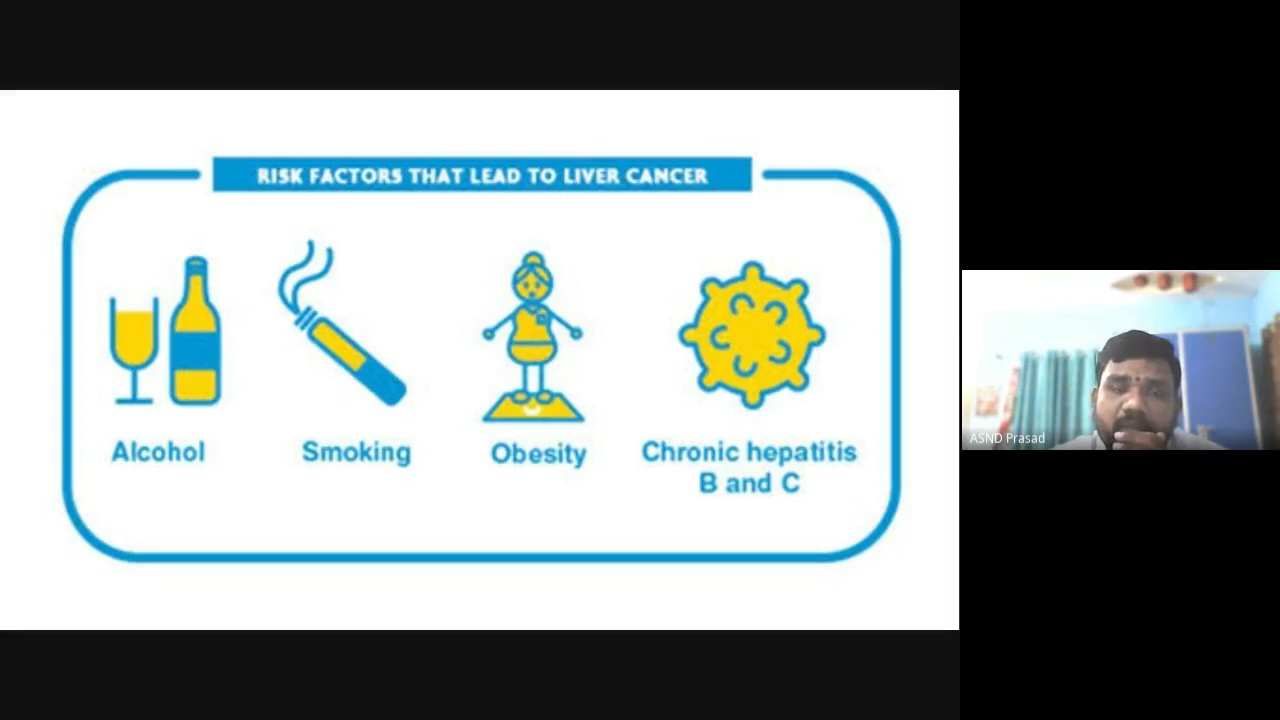 RISK FACTORS THAT LEAD TO LIVER CANCER
Alcohol
Smoking
Obesity
Chronic hepatitis
B and C
ASND Prasad